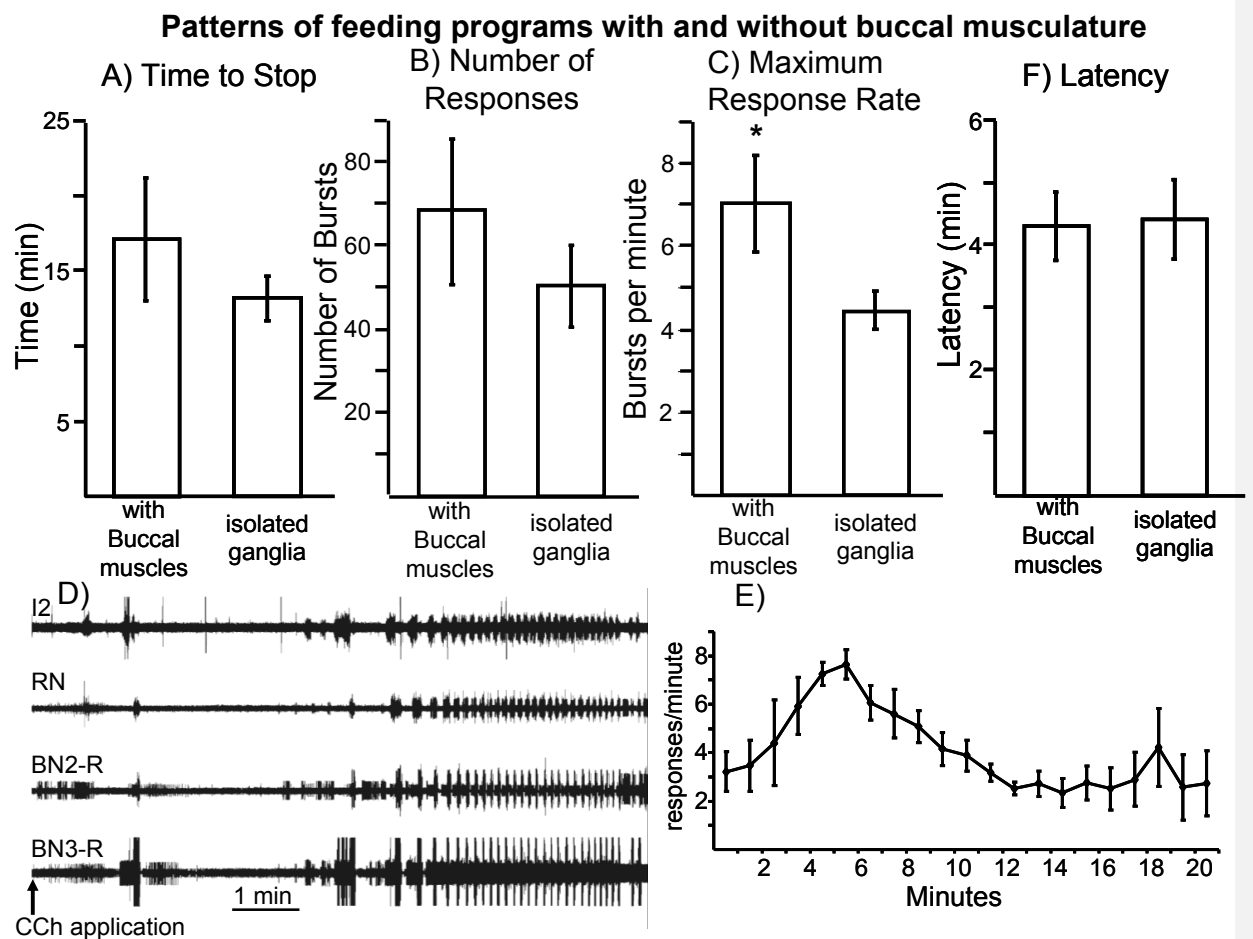 Patterns of feeding programs with and without buccal musculature
A) Time to Stop
25
15
5
Time (min)
with
Buccal
muscles
isolated
ganglia
B) Number of
Responses
80
60
40
20
Number of Bursts
with
Buccal
muscles
isolated
ganglia
C) Maximum
Response Rate
*
8
6
4
2
Bursts per minute
with
Buccal
muscles
isolated
ganglia
F) Latency
6
4
2
Latency (min)
with
Buccal
muscles
isolated
ganglia
D)
I2
RN
BN2-R
BN3-R
1 min
CCh application
E)
8
6
4
2
responses/minute
2 4 6 8 10 12 14 16 18 20
Minutes